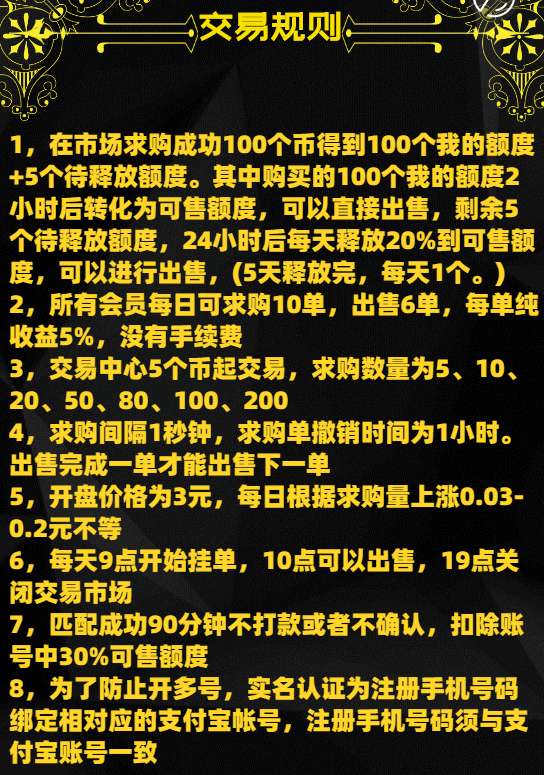 交易规则
1，在市场求购成功100个币得到100个我的额度
+5个待释放额度。其中购买的100个我的额度2
小时后转化为可售额度，可以直接出售，剩余5
个待释放额度，24小时后每天释放20%到可售额
度，可以进行出售，(5天释放完，每天1个。)
2，所有会员每日可求购10单，出售6单，每单纯
收益5%，没有手续费
3，交易中心5个币起交易，求购数量为5、10、
20、50、80、100、200
4，求购间隔1秒钟，求购单撤销时间为1小时。
出售完成一单才能出售下一单
5，开盘价格为3元，每日根据求购量上涨0.03-
0.2元不等
6，每天9点开始挂单，10点可以出售，19点关
闭交易市场
7，匹配成功90分钟不打款或者不确认，扣除账
号中30%可售额度
8，为了防止开多号，实名认证为注册手机号码
绑定相对应的支付宝帐号，注册手机号码须与支
付宝账号一致